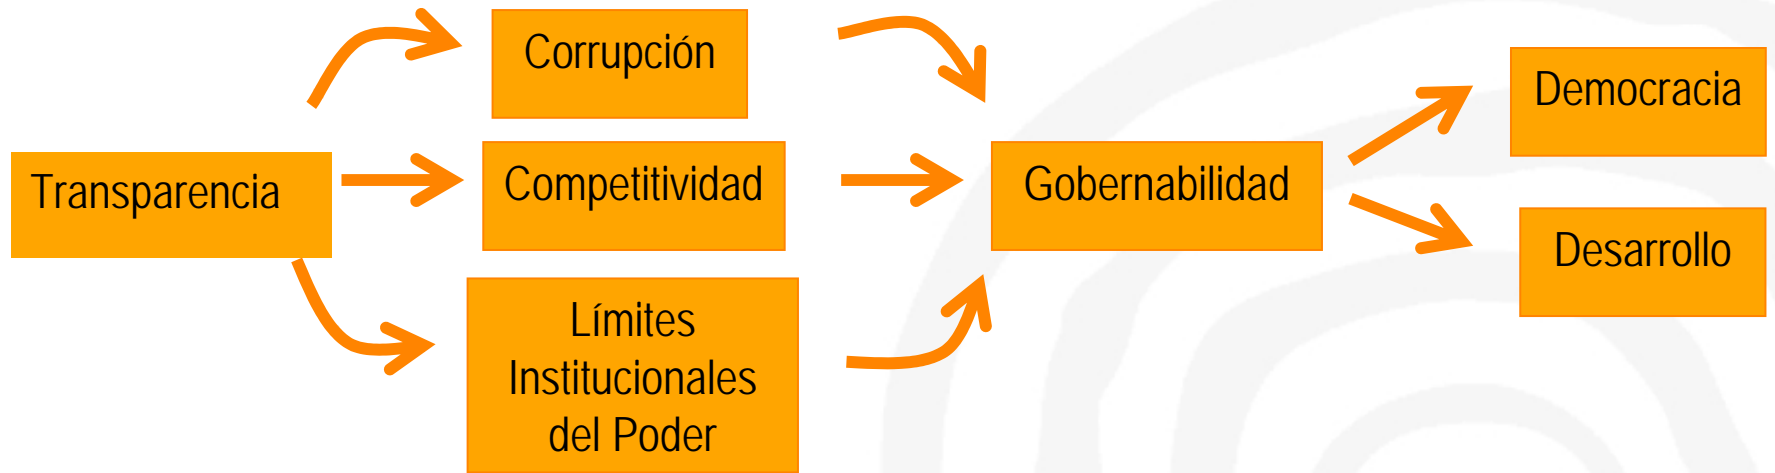 Transparencia
Corrupción
Competitividad
Límites
Institucionales
del Poder
Gobernabilidad
Democracia
Desarrollo